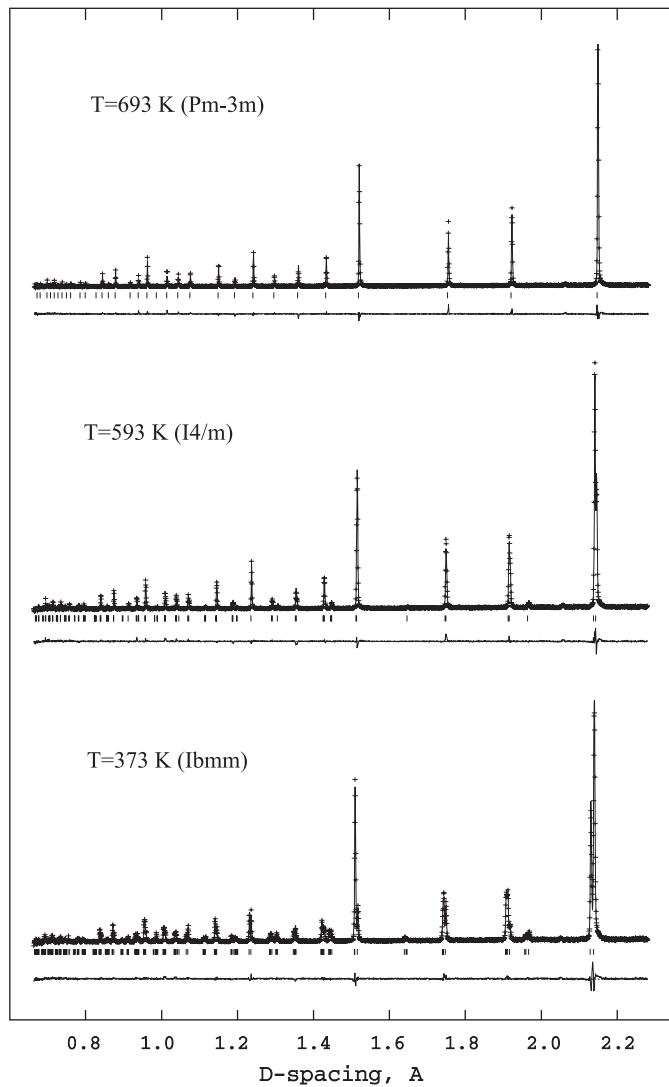 T=693 K (Pm-3m)
T=593 K (I4/m)
T=373 K (Ibmm)
0.8 1.0 1.2 1.4 1.6 1.8 2.0 2.2
D-spacing, A